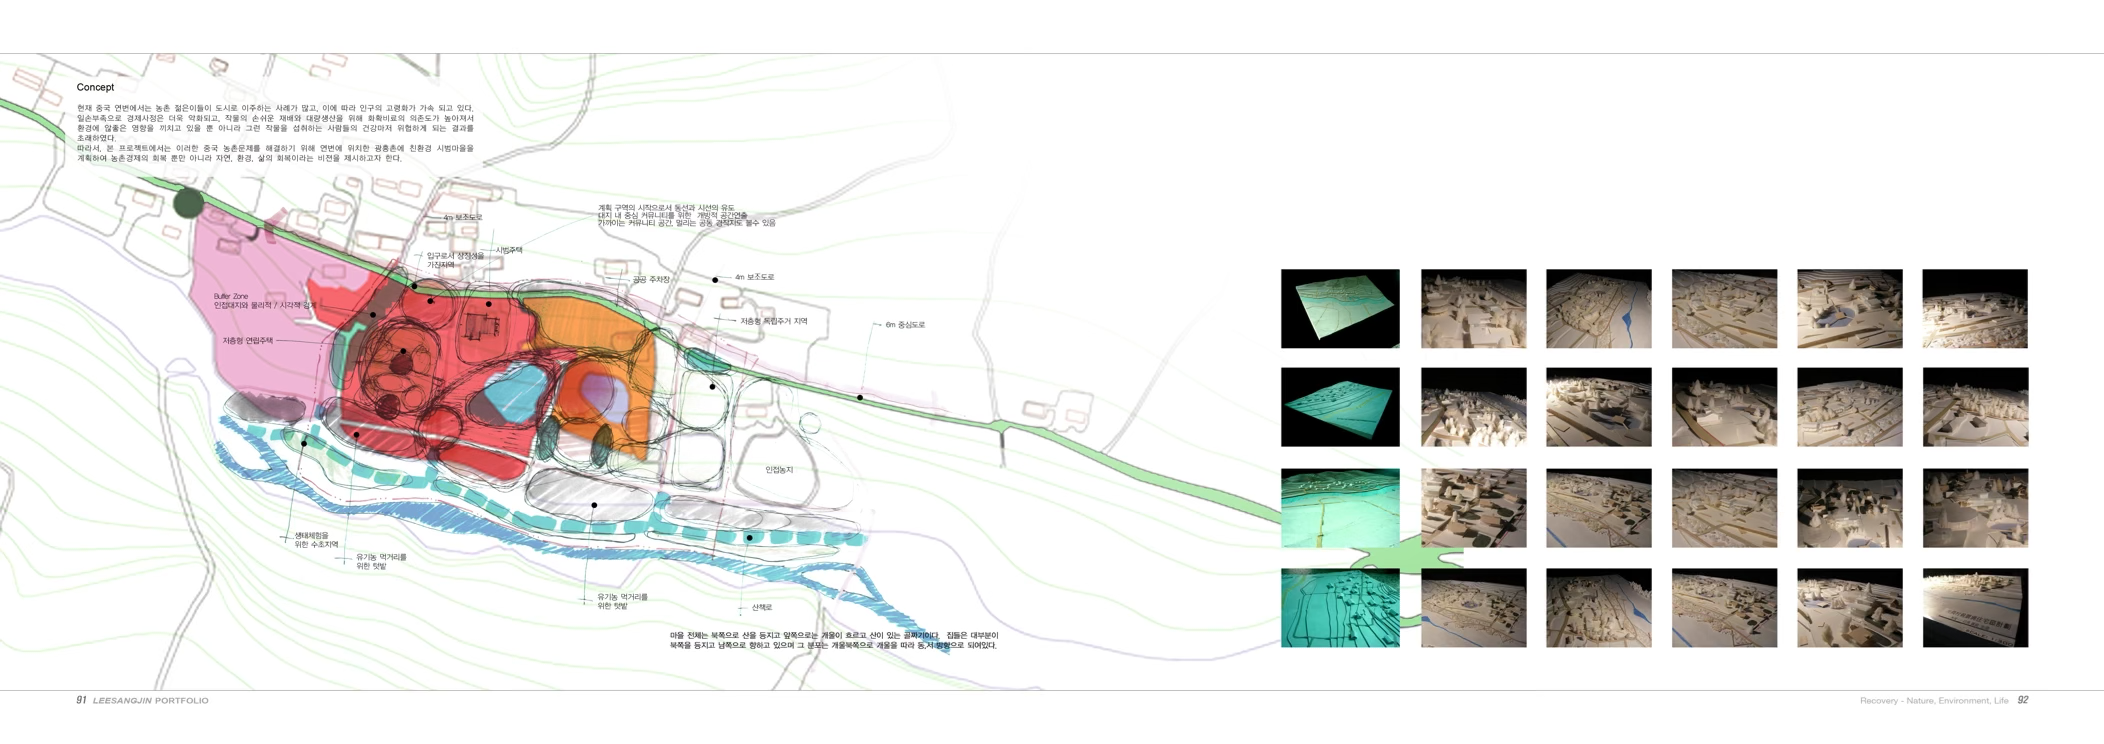 Concept
현재 중국 연변에서는 농촌 젊은이들이 도시로 이주하는 사례가 많고, 이에 따라 인구의 고령화가 가속 되고 있다.
일손부족으로 경제사정은 더욱 악화되고, 작물의 손쉬운 재배와 대량생산을 위해 화확비료의 의존도가 높아져서
환경에 않좋은 영향을 끼치고 있을 뿐 아니라 그런 작물을 섭취하는 사람들의 건강마저 위협하게 되는 결과를
초래하였다.
따라서, 본 프로젝트에서는 이러한 중국 농촌문제를 해결하기 위해 연변에 위치한 광흥촌에 친환경 시범마을을
계획하여 농촌경제의 회복 뿐만 아니라 자연, 환경, 삶의 회복이라는 비전을 제시하고자 한다.
계획 구역의 시작으로서 동선과 시선의 유도
대지 내 중심 커뮤니티를 위한 개방적 공간연출
가까이는 커뮤니티 공간, 멀리는 공동 경작지도 볼수 있음
4m 보조도로
시범주택
입구로서 상징성을
가진지역
공공 주차장
4m 보조도로
Buffer Zone
인접대지와 물리적 / 시각책 경계
저층형 독립주거 지역
6m 중심도로
저층형 연립주택
인접농지
생태체험을
위한 수초지역
유기농 먹거리를
위한 텃밭
유기농 먹거리를
위한 텃밭
산책로
마을 전체는 북쪽으로 산을 등지고 앞쪽으로는 개울이 흐르고 산이 있는 골짜기이다. 집들은 대부분이
북쪽을 등지고 남쪽으로 향하고 있으며 그 분포는 개울북쪽으로 개울을 따라 동,서 방향으로 되어있다.
91 LEESANGJIN PORTFOLIO
Recovery - Nature, Environment, Life 92